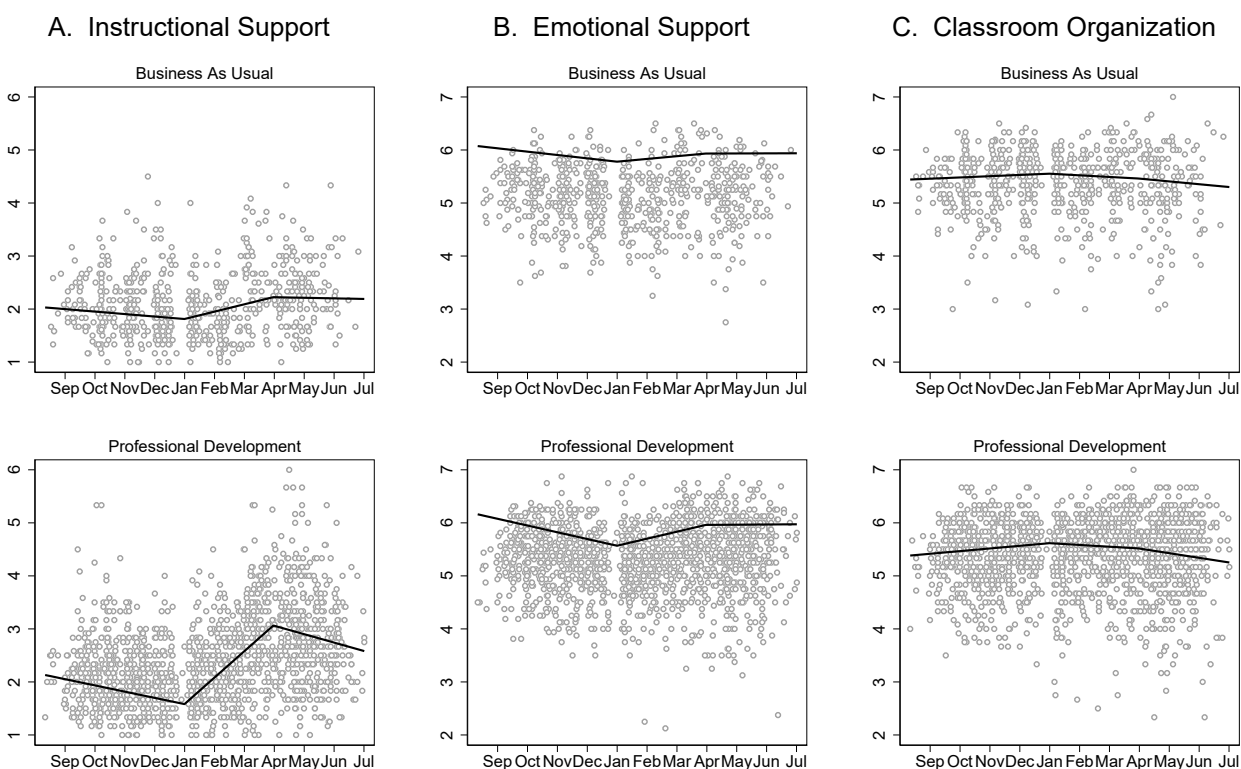 A. Instructional Support
B. Emotional Support
C. Classroom Organization
Business As Usual
6
5
4
3
2
1
Sep Oct Nov Dec Jan Feb Mar Apr May Jun Jul
Business As Usual
7
6
5
4
3
2
Sep Oct Nov Dec Jan Feb Mar Apr May Jun Jul
Business As Usual
7
6
5
4
3
2
Sep Oct Nov Dec Jan Feb Mar Apr May Jun Jul
Professional Development
6
5
4
3
2
1
Sep Oct Nov Dec Jan Feb Mar Apr May Jun Jul
Professional Development
7
6
5
4
3
2
Sep Oct Nov Dec Jan Feb Mar Apr May Jun Jul
Professional Development
7
6
5
4
3
2
Sep Oct Nov Dec Jan Feb Mar Apr May Jun Jul